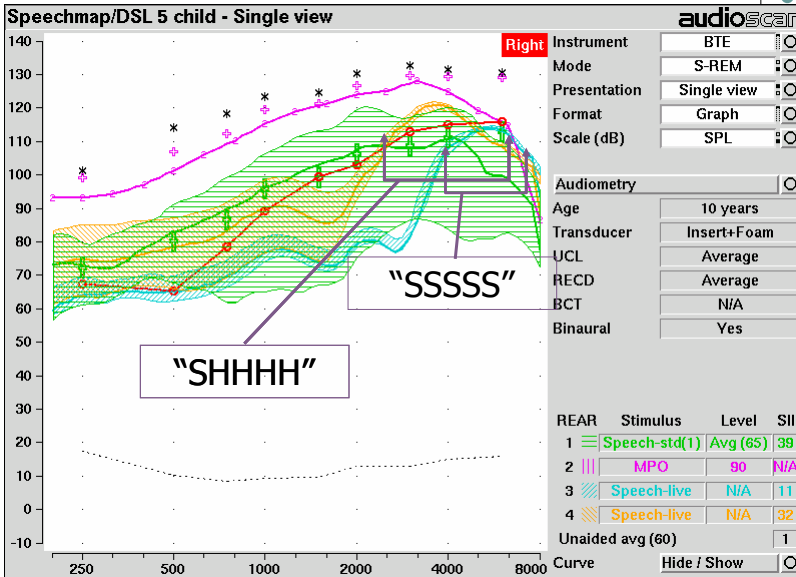 Speechmap/DSL 5 child - Single view
audioscan
140
130
120
110
100
90
80
70
60
50
40
30
20
10
0
-10
250
500
1000
2000
4000
8000
Right
"SSSSS"
"SHHHH"
Instrument BTE
Mode S-REM
Presentation Single view
Format Graph
Scale (dB) SPL
Audiometry
Age 10 years
Transducer Insert+Foam
UCL Average
RECD Average
BCT N/A
Binaural Yes
REAR Stimulus Level SII
1 Speech-std(1) Avg (65) 39
2 MPO 90 N/A
3 Speech-live N/A 11
4 Speech-live N/A 32
Unaided avg (60) 1
Curve Hide / Show